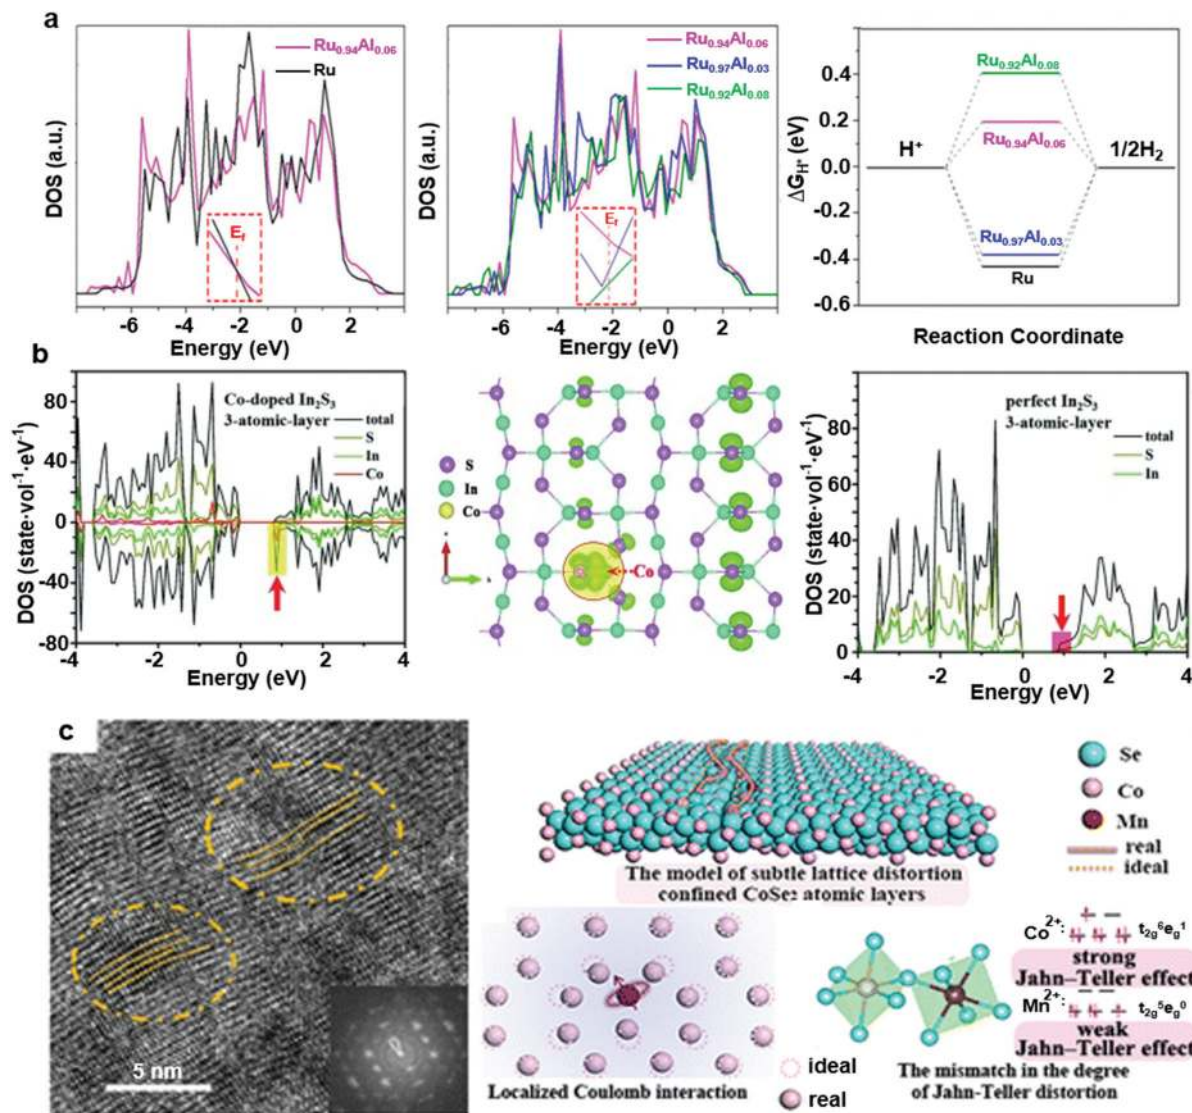 a
Ru0.94Al0.06
Ru
DOS (a.u.)
Ef
-6 -4 -2 0 2
Energy (eV)
Ru0.94Al0.06
Ru0.97Al0.03
Ru0.92Al0.08
DOS (a.u.)
Ef
-6 -4 -2 0 2
Energy (eV)
ΔGH* (eV)
0.4
0.2
0.0
-0.2
-0.4
-0.6
Ru0.92Al0.08
Ru0.94Al0.06
H+
1/2H2
Ru0.97Al0.03
Ru
Reaction Coordinate
b
DOS (state·vol-1·eV-1)
80
40
0
-40
-80
Co-doped In2S3
3-atomic-layer
total
S
In
Co
-4 -2 0 2 4
Energy (eV)
S
In
Co
Co
DOS (state·vol-1·eV-1)
80
60
40
20
0
perfect In2S3
3-atomic-layer
total
S
In
-4 -2 0 2 4
Energy (eV)
c
5 nm
Se
Co
Mn
real
ideal
The model of subtle lattice distortion
confined CoSe2 atomic layers
Localized Coulomb interaction
ideal
real
The mismatch in the degree
of Jahn-Teller distortion
Co2+: t2g6eg1
strong
Jahn–Teller effect
Mn2+: t2g5eg0
weak
Jahn–Teller effect